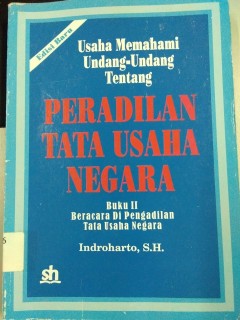 Edisi Baru
Usaha Memahami
Undang-Undang
Tentang
PERADILAN
TATA USAHA
NEGARA
Buku II
Beracara Di Pengadilan
Tata Usaha Negara
Indroharto, S.H.
sh